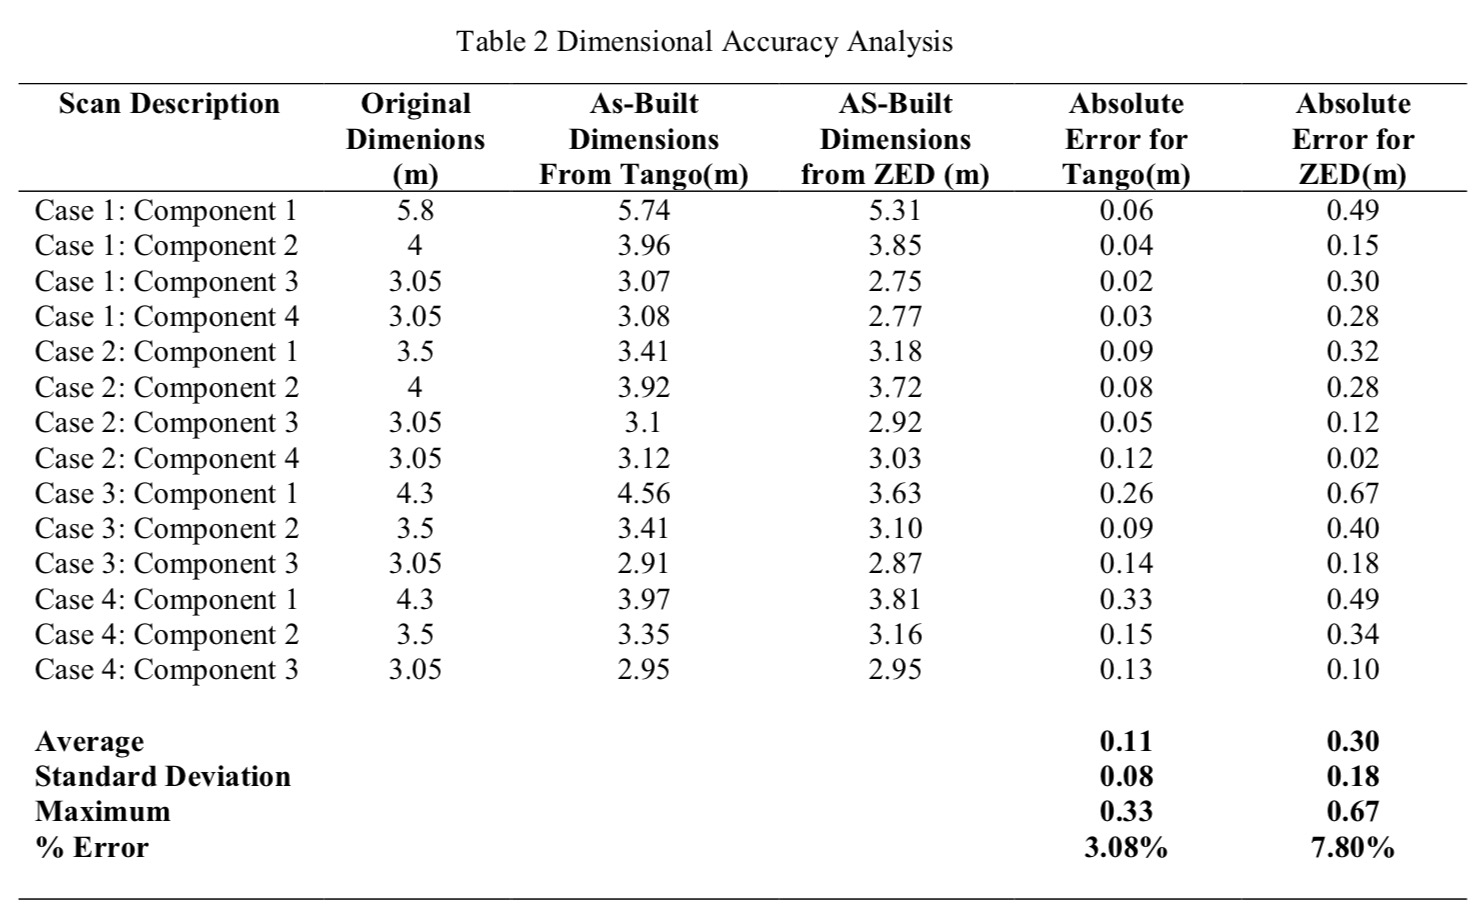 Table 2 Dimensional Accuracy Analysis
Scan Description Original Dimenions (m) As-Built Dimensions From Tango(m) AS-Built Dimensions from ZED (m) Absolute Error for Tango(m) Absolute Error for ZED(m)
Case 1: Component 1 5.8 5.74 5.31 0.06 0.49
Case 1: Component 2 4 3.96 3.85 0.04 0.15
Case 1: Component 3 3.05 3.07 2.75 0.02 0.30
Case 1: Component 4 3.05 3.08 2.77 0.03 0.28
Case 2: Component 1 3.5 3.41 3.18 0.09 0.32
Case 2: Component 2 4 3.92 3.72 0.08 0.28
Case 2: Component 3 3.05 3.1 2.92 0.05 0.12
Case 2: Component 4 3.05 3.12 3.03 0.12 0.02
Case 3: Component 1 4.3 4.56 3.63 0.26 0.67
Case 3: Component 2 3.5 3.41 3.10 0.09 0.40
Case 3: Component 3 3.05 2.91 2.87 0.14 0.18
Case 4: Component 1 4.3 3.97 3.81 0.33 0.49
Case 4: Component 2 3.5 3.35 3.16 0.15 0.34
Case 4: Component 3 3.05 2.95 2.95 0.13 0.10
Average 0.11 0.30
Standard Deviation 0.08 0.18
Maximum 0.33 0.67
% Error 3.08% 7.80%